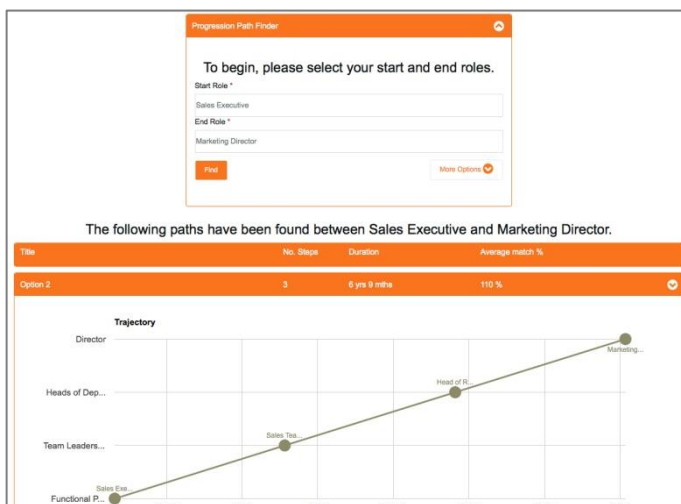 Progression Path Finder
To begin, please select your start and end roles.
Start Role *
Sales Executive
End Role *
Marketing Director
Find
More Options
The following paths have been found between Sales Executive and Marketing Director.
Title No. Steps Duration Average match %
Option 2 3 6 yrs 9 mths 110 %
Trajectory
Director
Marketing...
Heads of Dep...
Head of R...
Team Leaders...
Sales Tea...
Sales Exe...
Functional P...